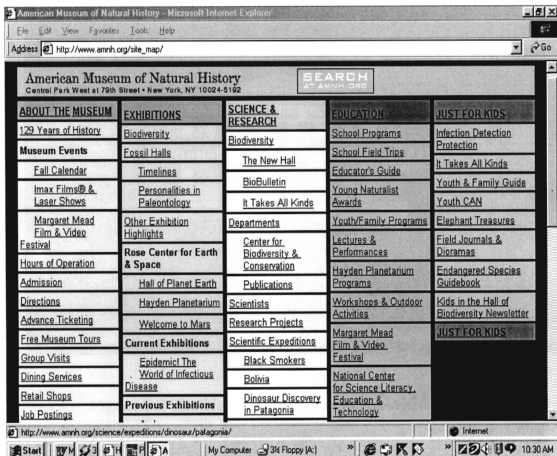 American Museum of Natural History - Microsoft Internet Explorer
File Edit View Favorites Tools Help
Address http://www.amnh.org/site_map/ Go
American Museum of Natural History
Central Park West at 79th Street • New York, NY 10024-5192
SEARCH
AT AMNH.ORG
ABOUT THE MUSEUM
129 Years of History
Museum Events
Fall Calendar
Imax Films® &
Laser Shows
Margaret Mead
Film & Video
Festival
Hours of Operation
Admission
Directions
Advance Ticketing
Free Museum Tours
Group Visits
Dining Services
Retail Shops
Job Postings
EXHIBITIONS
Biodiversity
Fossil Halls
Timelines
Personalities in
Paleontology
Other Exhibition
Highlights
Rose Center for Earth
& Space
Hall of Planet Earth
Hayden Planetarium
Welcome to Mars
Current Exhibitions
Epidemic! The
World of Infectious
Disease
Previous Exhibitions
SCIENCE &
RESEARCH
Biodiversity
The New Hall
BioBulletin
It Takes All Kinds
Departments
Center for
Biodiversity &
Conservation
Publications
Scientists
Research Projects
Scientific Expeditions
Black Smokers
Bolivia
Dinosaur Discovery
in Patagonia
EDUCATION
School Programs
School Field Trips
Educator's Guide
Young Naturalist
Awards
Youth/Family Programs
Lectures &
Performances
Hayden Planetarium
Programs
Workshops & Outdoor
Activities
Margaret Mead
Film & Video
Festival
National Center
for Science Literacy,
Education &
Technology
JUST FOR KIDS
Infection Detection
Protection
It Takes All Kinds
Youth & Family Guide
Youth CAN
Elephant Treasures
Field Journals &
Dioramas
Endangered Species
Guidebook
Kids in the Hall of
Biodiversity Newsletter
JUST FOR KIDS
http://www.amnh.org/science/expeditions/dinosaur/patagonia/ Internet
Start My Computer 3½ Floppy (A:) 10:30 AM